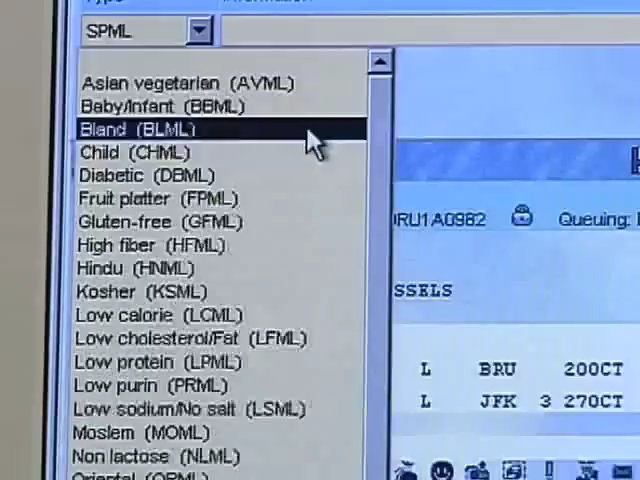 SPML
Asian vegetarian (AVML)
Baby/Infant (BBML)
Bland (BLML)
Child (CHML)
Diabetic (DBML)
Fruit platter (FPML)
RU1A0982 Queuing:
Gluten-free (GFML)
High fiber (HFML)
Hindu (HNML)
Kosher (KSML)
SSELS
Low calorie (LCML)
Low cholesterol/Fat (LFML)
Low protein (LPML)
L BRU 200CT
Low purin (PRML)
L JFK 3 270CT
Low sodium/No salt (LSML)
Moslem (MOML)
Non lactose (NLML)
Oriental (ORML)